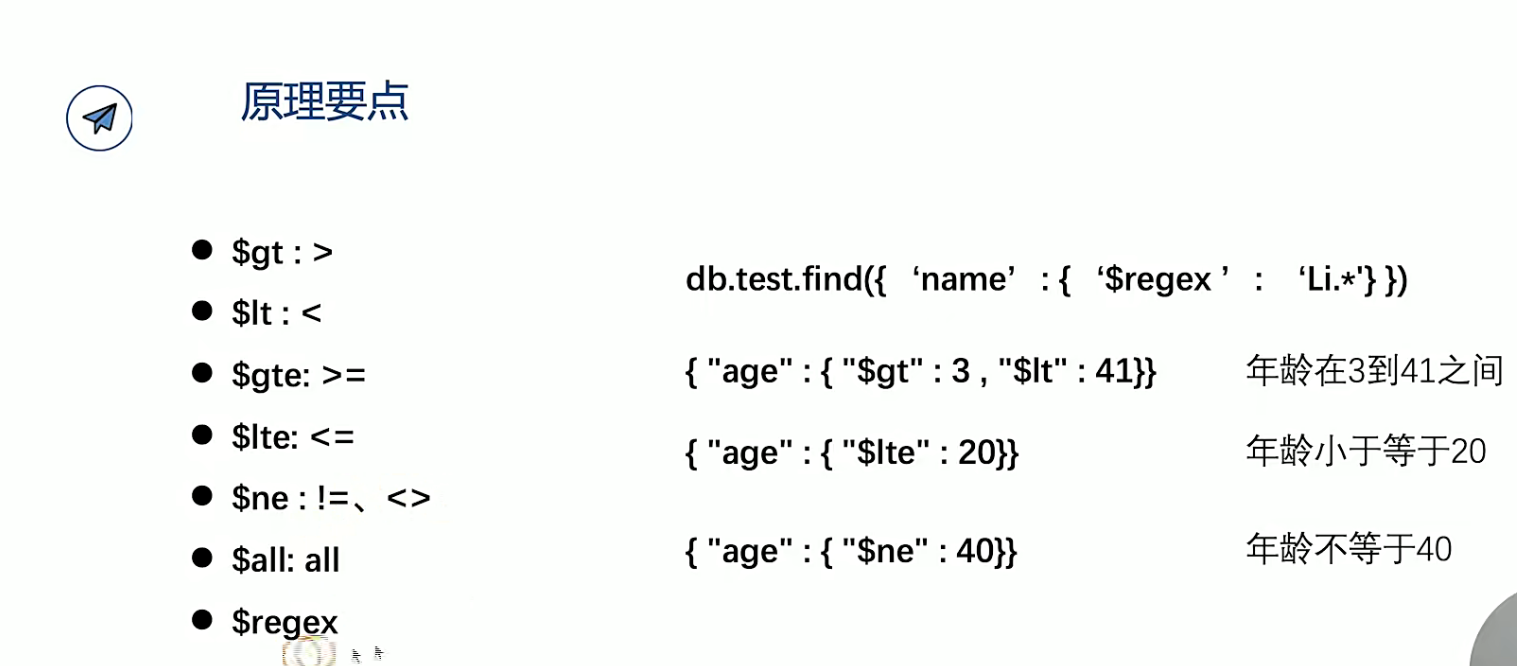 原理要点
$gt : >
$lt : <
$gte: >=
$lte: <=
$ne : !=、<>
$all: all
$regex
db.test.find({ ‘name’ : { ‘$regex ’ : ‘Li.*'} })
{ "age" : { "$gt" : 3 , "$lt" : 41}} 年龄在3到41之间
{ "age" : { "$lte" : 20}} 年龄小于等于20
{ "age" : { "$ne" : 40}} 年龄不等于40